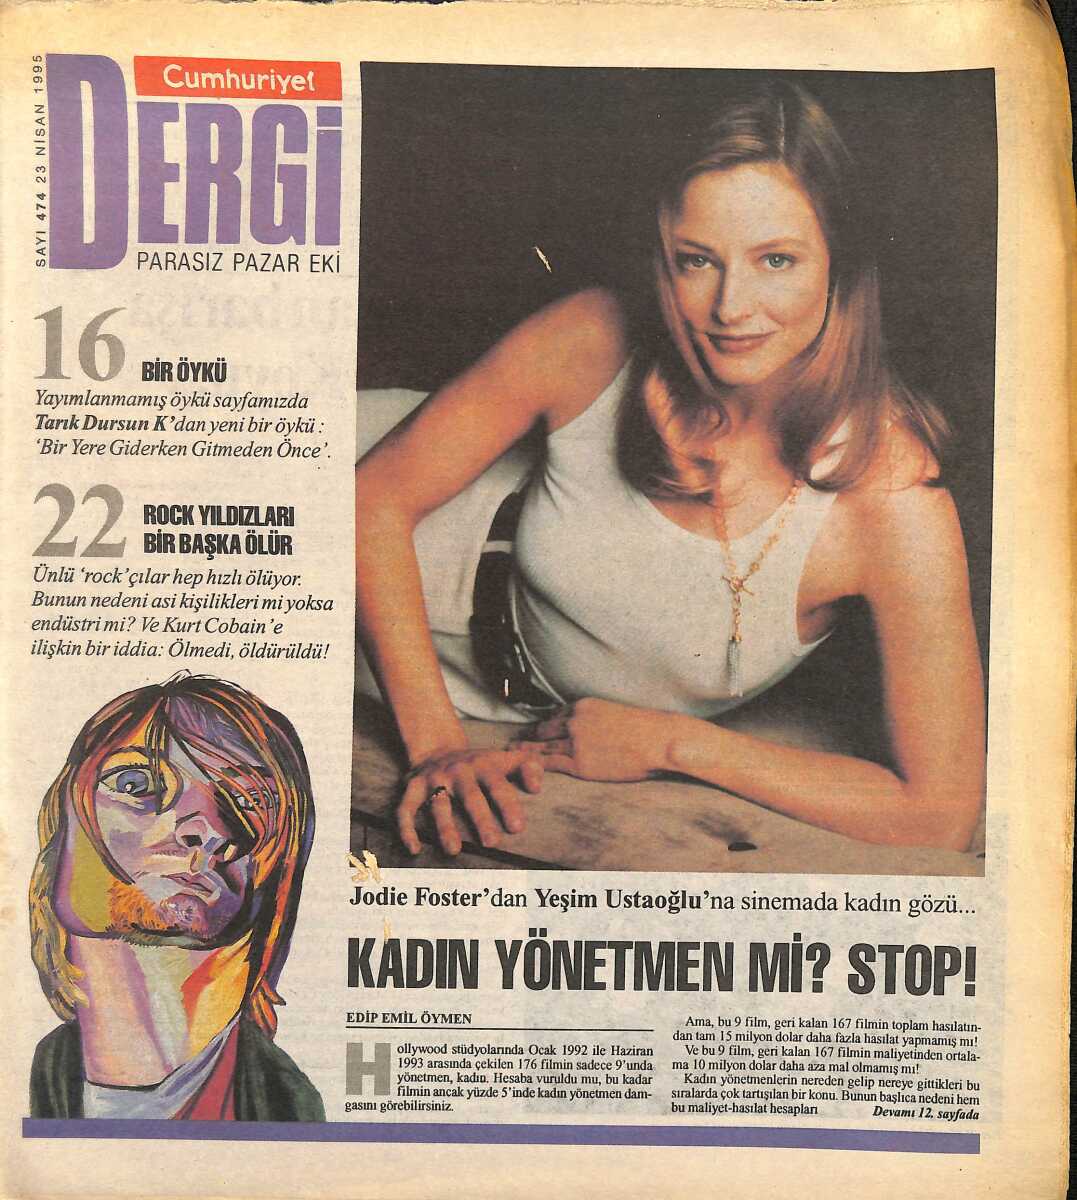 SAYI 474 23 NİSAN 1995
Cumhuriyet
DERGİ
PARASIZ PAZAR EKİ
16
BİR ÖYKÜ
Yayımlanmamış öykü sayfamızda
Tarık Dursun K’dan yeni bir öykü :
‘Bir Yere Giderken Gitmeden Önce’.
22
ROCK YILDIZLARI
BİR BAŞKA ÖLÜR
Ünlü ‘rock’çılar hep hızlı ölüyor.
Bunun nedeni asi kişilikleri mi yoksa
endüstri mi? Ve Kurt Cobain’e
ilişkin bir iddia: Ölmedi, öldürüldü!
Jodie Foster’dan Yeşim Ustaoğlu’na sinemada kadın gözü...
KADIN YÖNETMEN Mİ? STOP!
EDİP EMİL ÖYMEN
Hollywood stüdyolarında Ocak 1992 ile Haziran
1993 arasında çekilen 176 filmin sadece 9’unda
yönetmen, kadın. Hesaba vuruldu mu, bu kadar
filmin ancak yüzde 5’inde kadın yönetmen dam-
gasını görebilirsiniz.
Ama, bu 9 film, geri kalan 167 filmin toplam hasılatın-
dan tam 15 milyon dolar daha fazla hasılat yapmamış mı!
Ve bu 9 film, geri kalan 167 filmin maliyetinden ortala-
ma 10 milyon dolar daha aza mal olmamış mı!
Kadın yönetmenlerin nereden gelip nereye gittikleri bu
sıralarda çok tartışılan bir konu. Bunun başlıca nedeni hem
bu maliyet-hasılat hesapları Devamı 12. sayfada